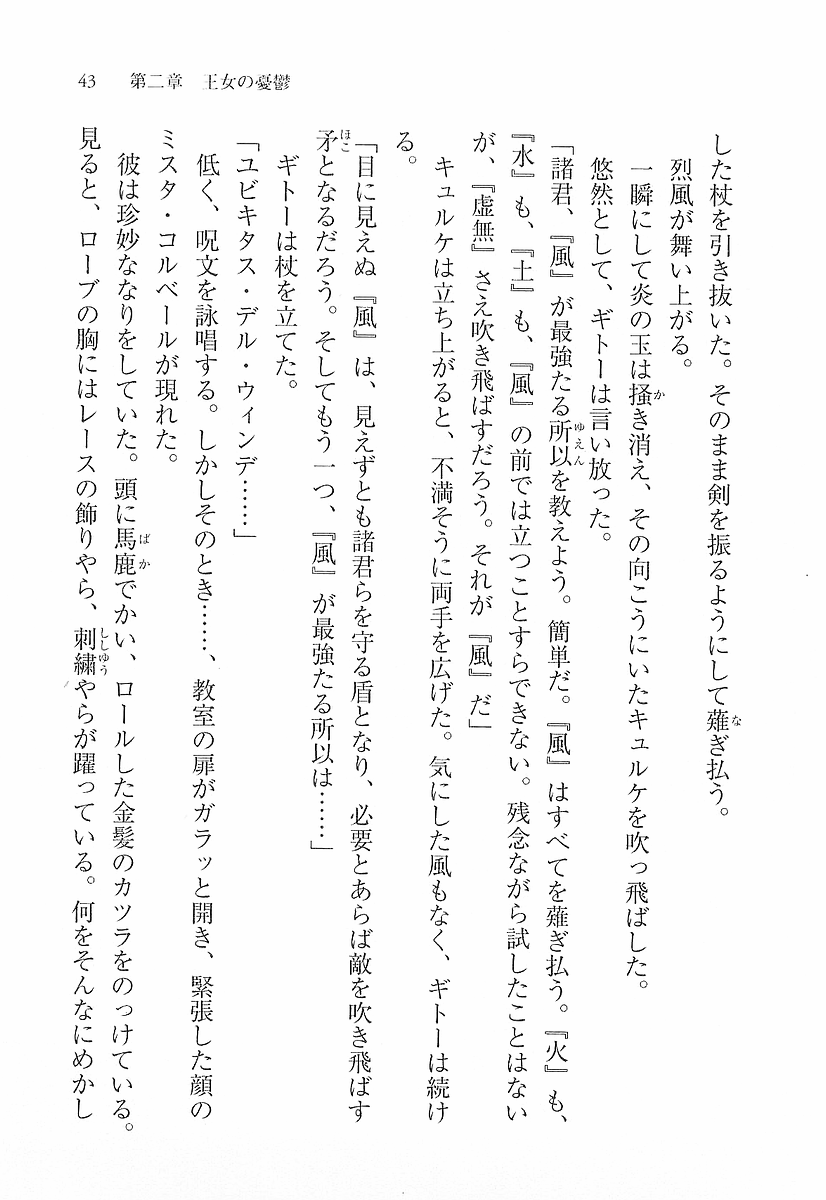 43　第二章　王女の憂鬱
した杖を引き抜いた。そのまま剣を振るようにして薙ぎ払う。
烈風が舞い上がる。
一瞬にして炎の玉は掻き消え、その向こうにいたキュルケを吹っ飛ばした。
悠然として、ギトーは言い放った。
「諸君、『風』が最強たる所以を教えよう。簡単だ。『風』はすべてを薙ぎ払う。『火』も、
『水』も、『土』も、『風』の前では立つことすらできない。残念ながら試したことはない
が、『虚無』さえ吹き飛ばすだろう。それが『風』だ」
キュルケは立ち上がると、不満そうに両手を広げた。気にした風もなく、ギトーは続け
る。
「目に見えぬ『風』は、見えずとも諸君らを守る盾となり、必要とあらば敵を吹き飛ばす
矛となるだろう。そしてもう一つ、『風』が最強たる所以は……」
ギトーは杖を立てた。
「ユビキタス・デル・ウィンデ……」
低く、呪文を詠唱する。しかしそのとき……、教室の扉がガラッと開き、緊張した顔の
ミスタ・コルベールが現れた。
彼は珍妙ななりをしていた。頭に馬鹿でかい、ロールした金髪のカツラをのっけている。
見ると、ローブの胸にはレースの飾りやら、刺繍やらが躍っている。何をそんなにめかし